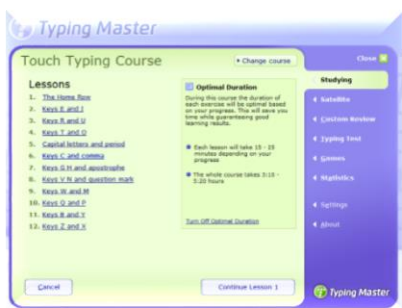 Typing Master
Touch Typing Course
Change course
Close
Lessons
1. The Home Row
2. Keys E and I
3. Keys R and U
4. Keys T and O
5. Capital letters and period
6. Keys C and comma
7. Keys G H and apostrophe
8. Keys V N and question mark
9. Keys W and M
10. Keys Q and P
11. Keys B and Y
12. Keys Z and X
Optimal Duration
During this course the duration of
each exercise will be optimal based
on your progress. This will save you
time while guaranteeing good
learning results.
Each lesson will take 15 - 25
minutes depending on your
progress
The whole course takes 3:15 -
5:20 hours
Turn Off Optimal Duration
Studying
Satellite
Custom Review
Typing Test
Games
Statistics
Settings
About
Cancel
Continue Lesson 1
Typing Master